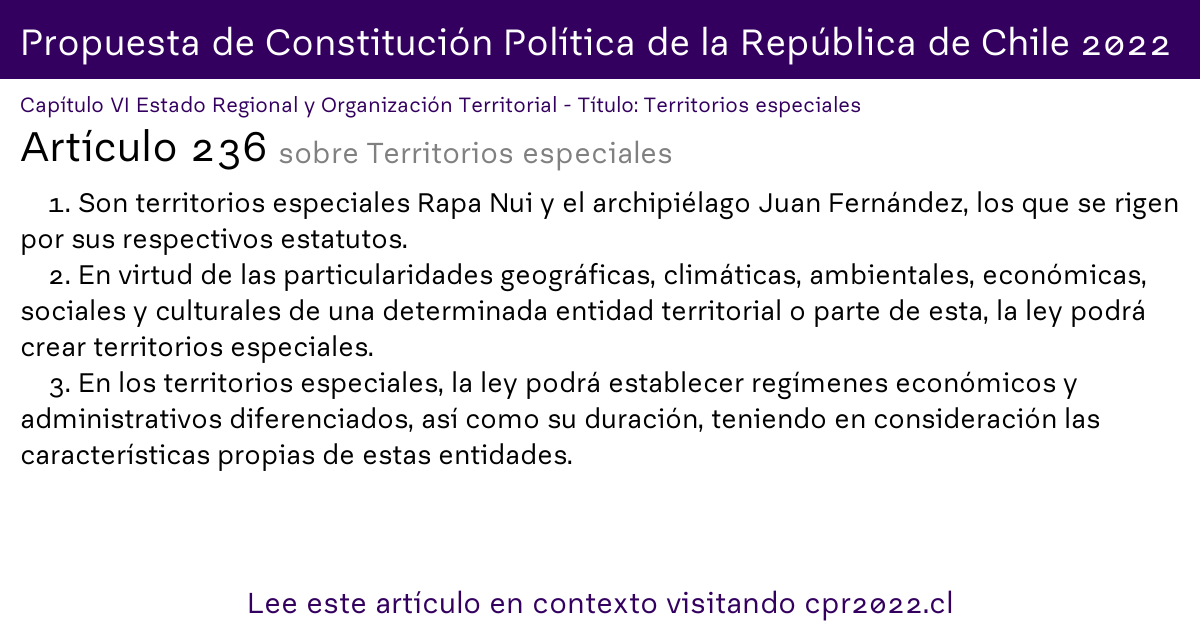 Propuesta de Constitución Política de la República de Chile 2022
Capítulo VI Estado Regional y Organización Territorial - Título: Territorios especiales
Artículo 236 sobre Territorios especiales
1. Son territorios especiales Rapa Nui y el archipiélago Juan Fernández, los que se rigen
por sus respectivos estatutos.
2. En virtud de las particularidades geográficas, climáticas, ambientales, económicas,
sociales y culturales de una determinada entidad territorial o parte de esta, la ley podrá
crear territorios especiales.
3. En los territorios especiales, la ley podrá establecer regímenes económicos y
administrativos diferenciados, así como su duración, teniendo en consideración las
características propias de estas entidades.
Lee este artículo en contexto visitando cpr2022.cl